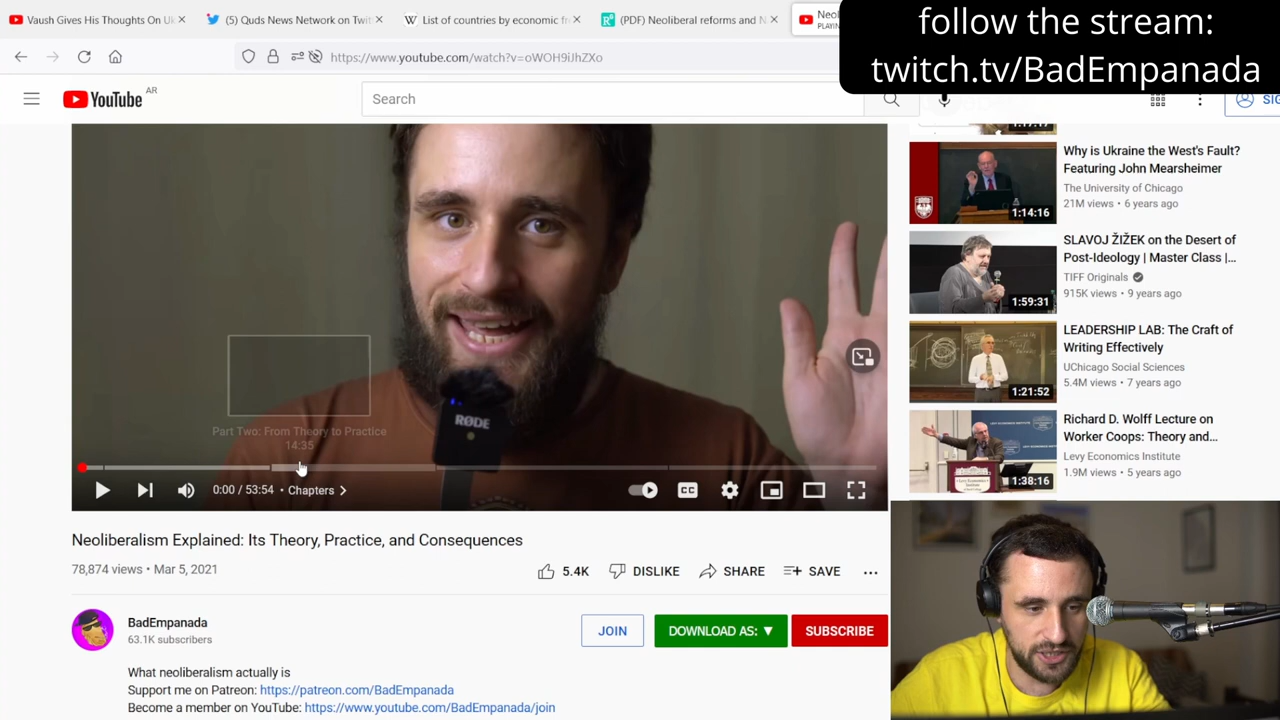 Vaush Gives His Thoughts On Uk
(5) Quds News Network on Twit
List of countries by economic fr
(PDF) Neoliberal reforms and N
Neol
PLAYIN
follow the stream:
twitch.tv/BadEmpanada
https://www.youtube.com/watch?v=oWOH9iJhZXo
YouTube
AR
Search
SIG
1:17:17
Why is Ukraine the West's Fault?
Featuring John Mearsheimer
The University of Chicago
21M views • 6 years ago
1:14:16
SLAVOJ ŽIŽEK on the Desert of
Post-Ideology | Master Class |...
TIFF Originals
915K views • 9 years ago
1:59:31
LEADERSHIP LAB: The Craft of
Writing Effectively
UChicago Social Sciences
5.4M views • 7 years ago
1:21:52
Richard D. Wolff Lecture on
Worker Coops: Theory and...
Levy Economics Institute
1.9M views • 5 years ago
1:38:16
RØDE
Part Two: From Theory to Practice
14:35
0:00 / 53:54 • Chapters
CC
Neoliberalism Explained: Its Theory, Practice, and Consequences
78,874 views • Mar 5, 2021
5.4K
DISLIKE
SHARE
SAVE
BadEmpanada
63.1K subscribers
JOIN
DOWNLOAD AS: ▼
SUBSCRIBE
What neoliberalism actually is
Support me on Patreon: https://patreon.com/BadEmpanada
Become a member on YouTube: https://www.youtube.com/BadEmpanada/join